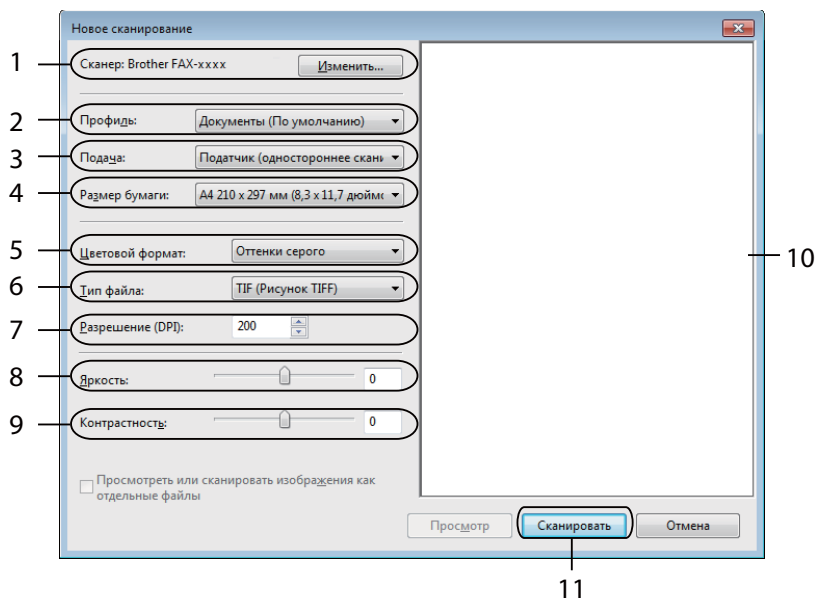 Новое сканирование
1 Сканер: Brother FAX-xxxx Изменить...
2 Профиль: Документы (По умолчанию)
3 Подача: Податчик (одностороннее скани
4 Размер бумаги: A4 210 x 297 мм (8,3 x 11,7 дюймс
5 Цветовой формат: Оттенки серого
10
6 Тип файла: TIF (Рисунок TIFF)
7 Разрешение (DPI): 200
8 Яркость: 0
9 Контрастность: 0
Просмотреть или сканировать изображения как
отдельные файлы
Просмотр Сканировать Отмена
11